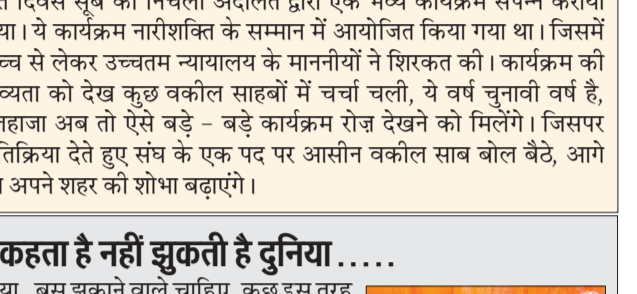 दिवस सूबे की निचली अदालत द्वारा एक भव्य कार्यक्रम संपन्न कराया
या। ये कार्यक्रम नारीशक्ति के सम्मान में आयोजित किया गया था। जिसमें
च्च से लेकर उच्चतम न्यायालय के माननीयों ने शिरकत की। कार्यक्रम की
व्यता को देख कुछ वकील साहबों में चर्चा चली, ये वर्ष चुनावी वर्ष है,
लहाजा अब तो ऐसे बड़े – बड़े कार्यक्रम रोज़ देखने को मिलेंगे। जिसपर
तिक्रिया देते हुए संघ के एक पद पर आसीन वकील साब बोल बैठे, आगे
अपने शहर की शोभा बढ़ाएंगे।
कहता है नहीं झुकती है दुनिया.....
बस झुकाने वाले चाहिए, कुछ इस तरह